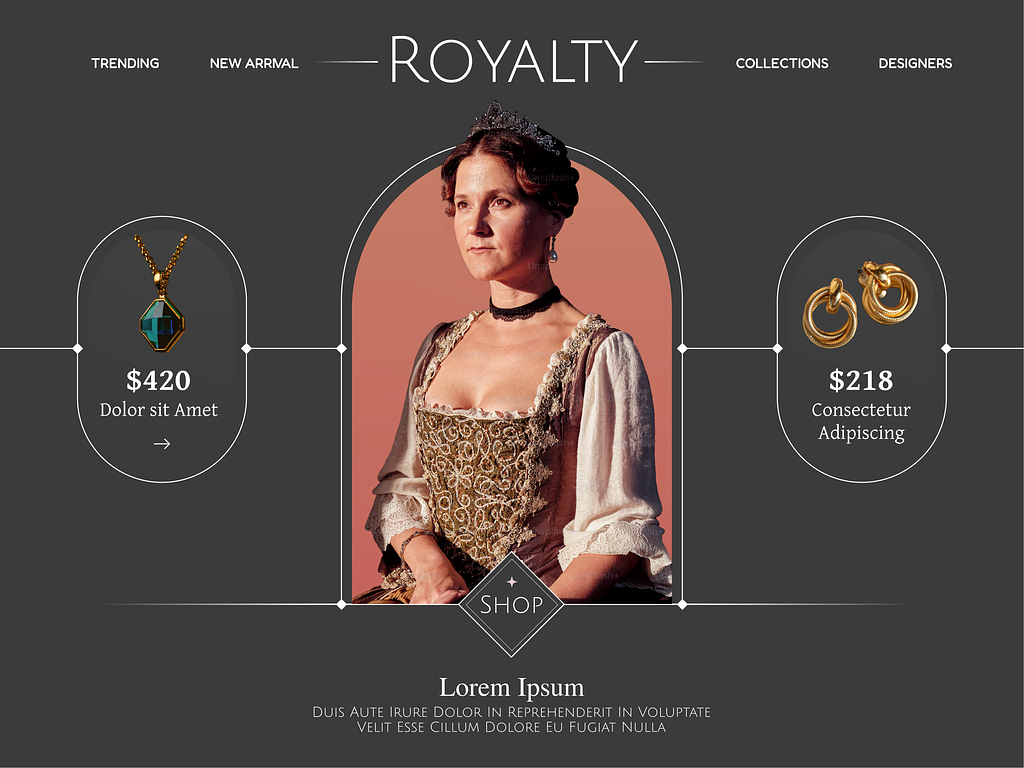 TRENDING
NEW ARRIVAL
ROYALTY
COLLECTIONS
DESIGNERS
Unsplash+
$420
Dolor sit Amet
→
$218
Consectetur
Adipiscing
SHOP
Lorem Ipsum
DUIS AUTE IRURE DOLOR IN REPREHENDERIT IN VOLUPTATE
VELIT ESSE CILLUM DOLORE EU FUGIAT NULLA